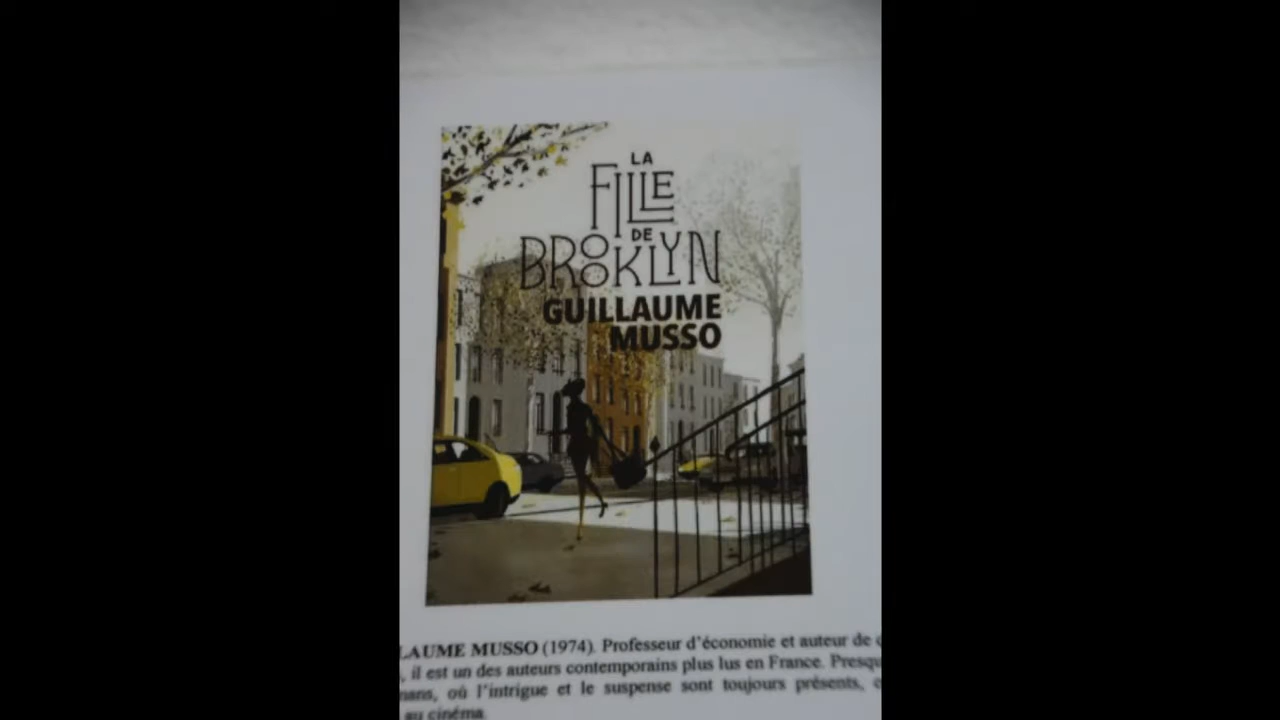 LA
FILLE
DE
BROOKLYN
GUILLAUME
MUSSO
LAUME MUSSO (1974). Professeur d'économie et auteur de
, il est un des auteurs contemporains plus lus en France. Presqu
mans, où l'intrigue et le suspense sont toujours présents,
au cinéma